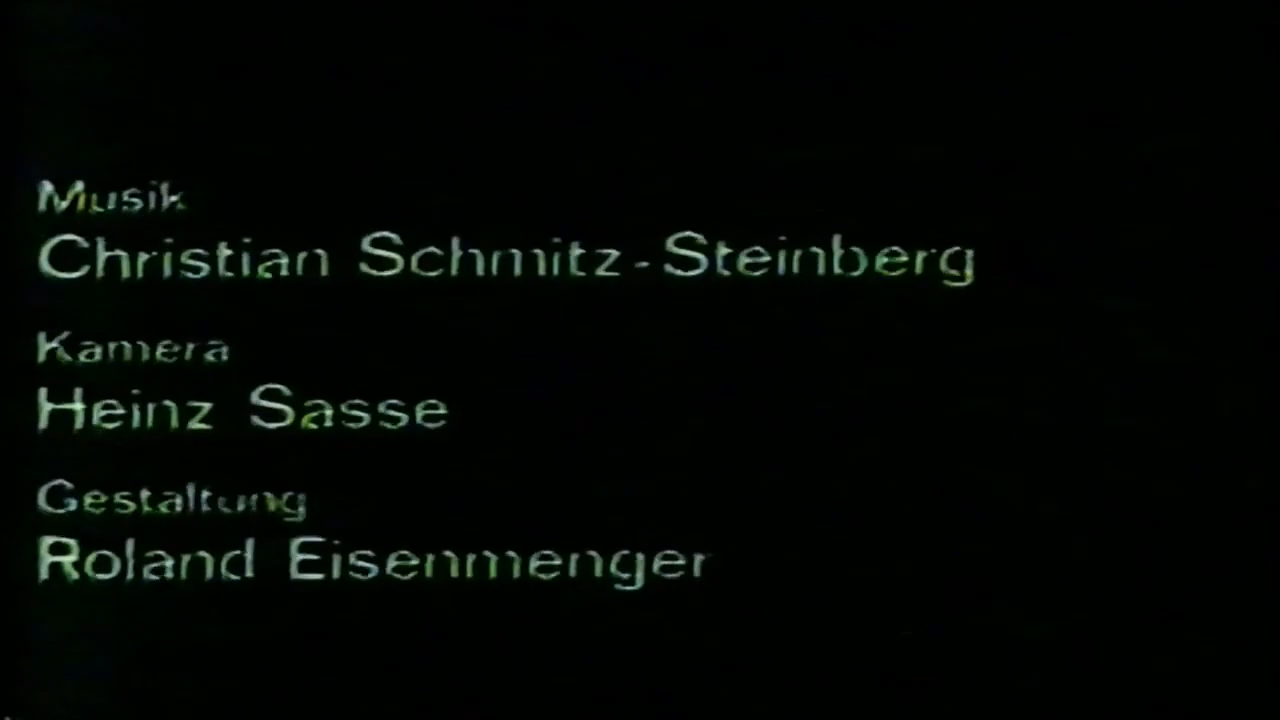 Musik
Christian Schmitz-Steinberg
Kamera
Heinz Sasse
Gestaltung
Roland Eisenmenger